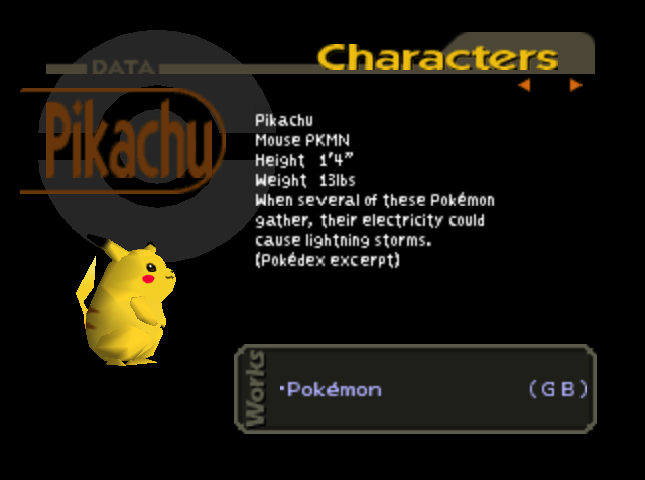 DATA
Characters
Pikachu
Pikachu
Mouse PKMN
Height 1'4"
Weight 13lbs
When several of these Pokémon
gather, their electricity could
cause lightning storms.
(Pokédex excerpt)
Works
·Pokémon (GB)